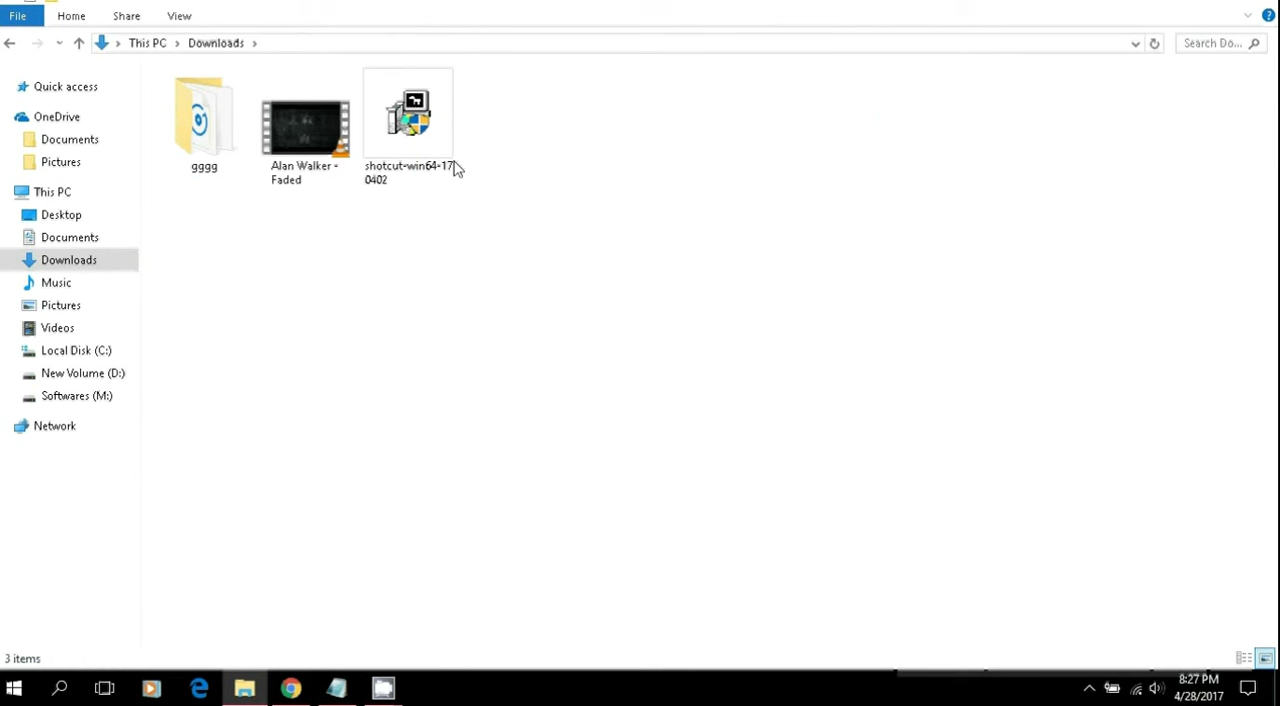 File Home Share View
This PC Downloads Search Do...
Quick access
OneDrive
Documents
Pictures
This PC
Desktop
Documents
Downloads
Music
Pictures
Videos
Local Disk (C:)
New Volume (D:)
Softwares (M:)
Network
gggg
Alan Walker -
Faded
shotcut-win64-17
0402
3 items
8:27 PM
4/28/2017